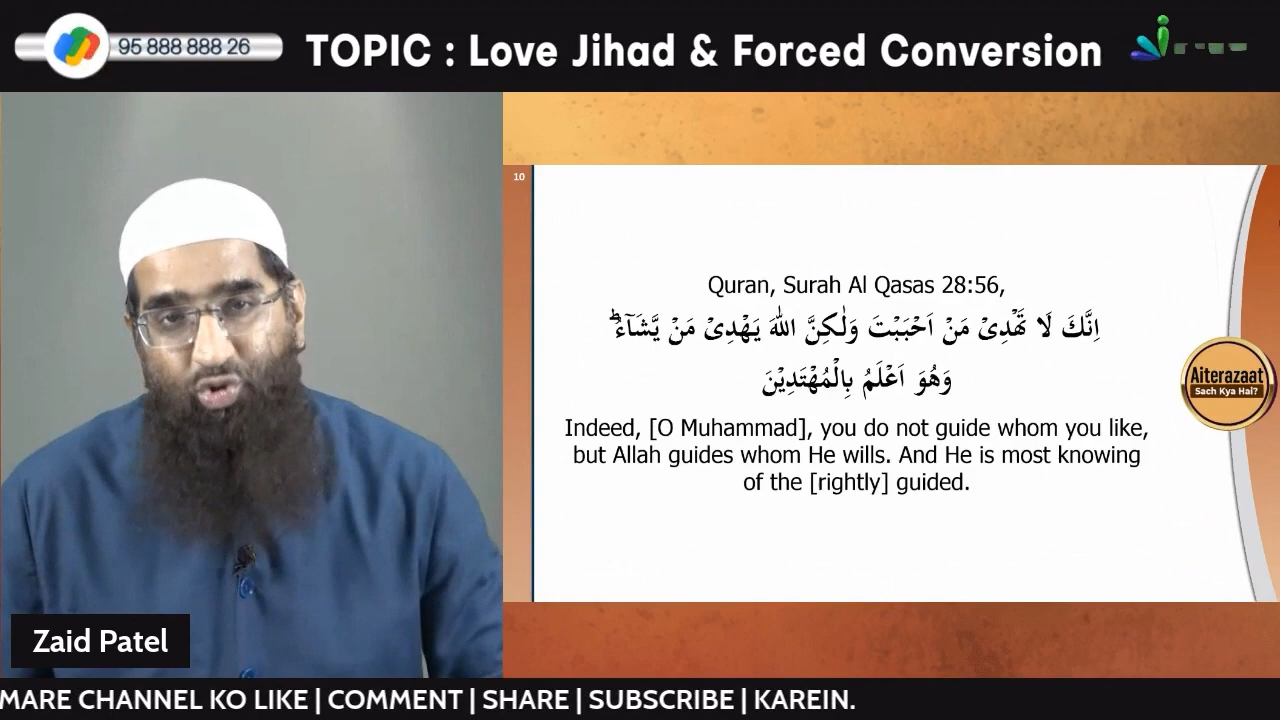 95 888 888 26
TOPIC : Love Jihad & Forced Conversion
10
Quran, Surah Al Qasas 28:56,
اِنَّكَ لَا تَهْدِىْ مَنْ اَحْبَبْتَ وَلٰـكِنَّ اللّٰهَ يَهْدِىْ مَنْ يَّشَآءُ‌ؕ
وَهُوَ اَعْلَمُ بِالْمُهْتَدِيْنَ
Indeed, [O Muhammad], you do not guide whom you like,
but Allah guides whom He wills. And He is most knowing
of the [rightly] guided.
Aiterazaat
Sach Kya Hai?
Zaid Patel
MARE CHANNEL KO LIKE | COMMENT | SHARE | SUBSCRIBE | KAREIN.